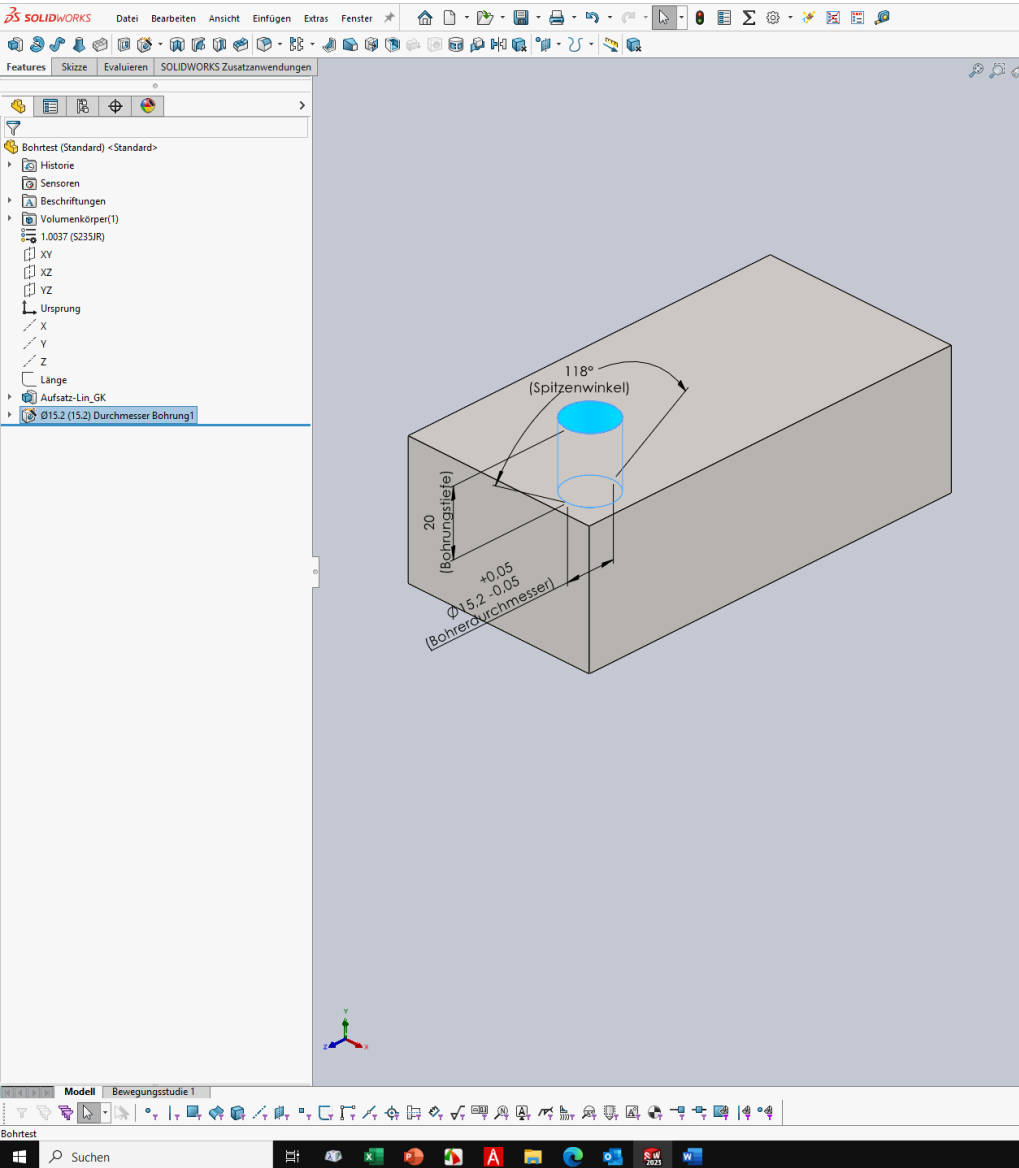 SOLIDWORKS
Datei Bearbeiten Ansicht Einfügen Extras Fenster
Features Skizze Evaluieren SOLIDWORKS Zusatzanwendungen
Bohrtest (Standard) <Standard>
Historie
Sensoren
Beschriftungen
Volumenkörper(1)
1.0037 (S235JR)
XY
XZ
YZ
Ursprung
X
Y
Z
Länge
Aufsatz-Lin_GK
Ø15.2 (15.2) Durchmesser Bohrung1
118°
(Spitzenwinkel)
20
(Bohrungstiefe)
+0,05
Ø15,2 -0,05
(Bohrerdurchmesser)
Y
Z
X
Modell Bewegungsstudie 1
Bohrtest
Suchen
SW
2023